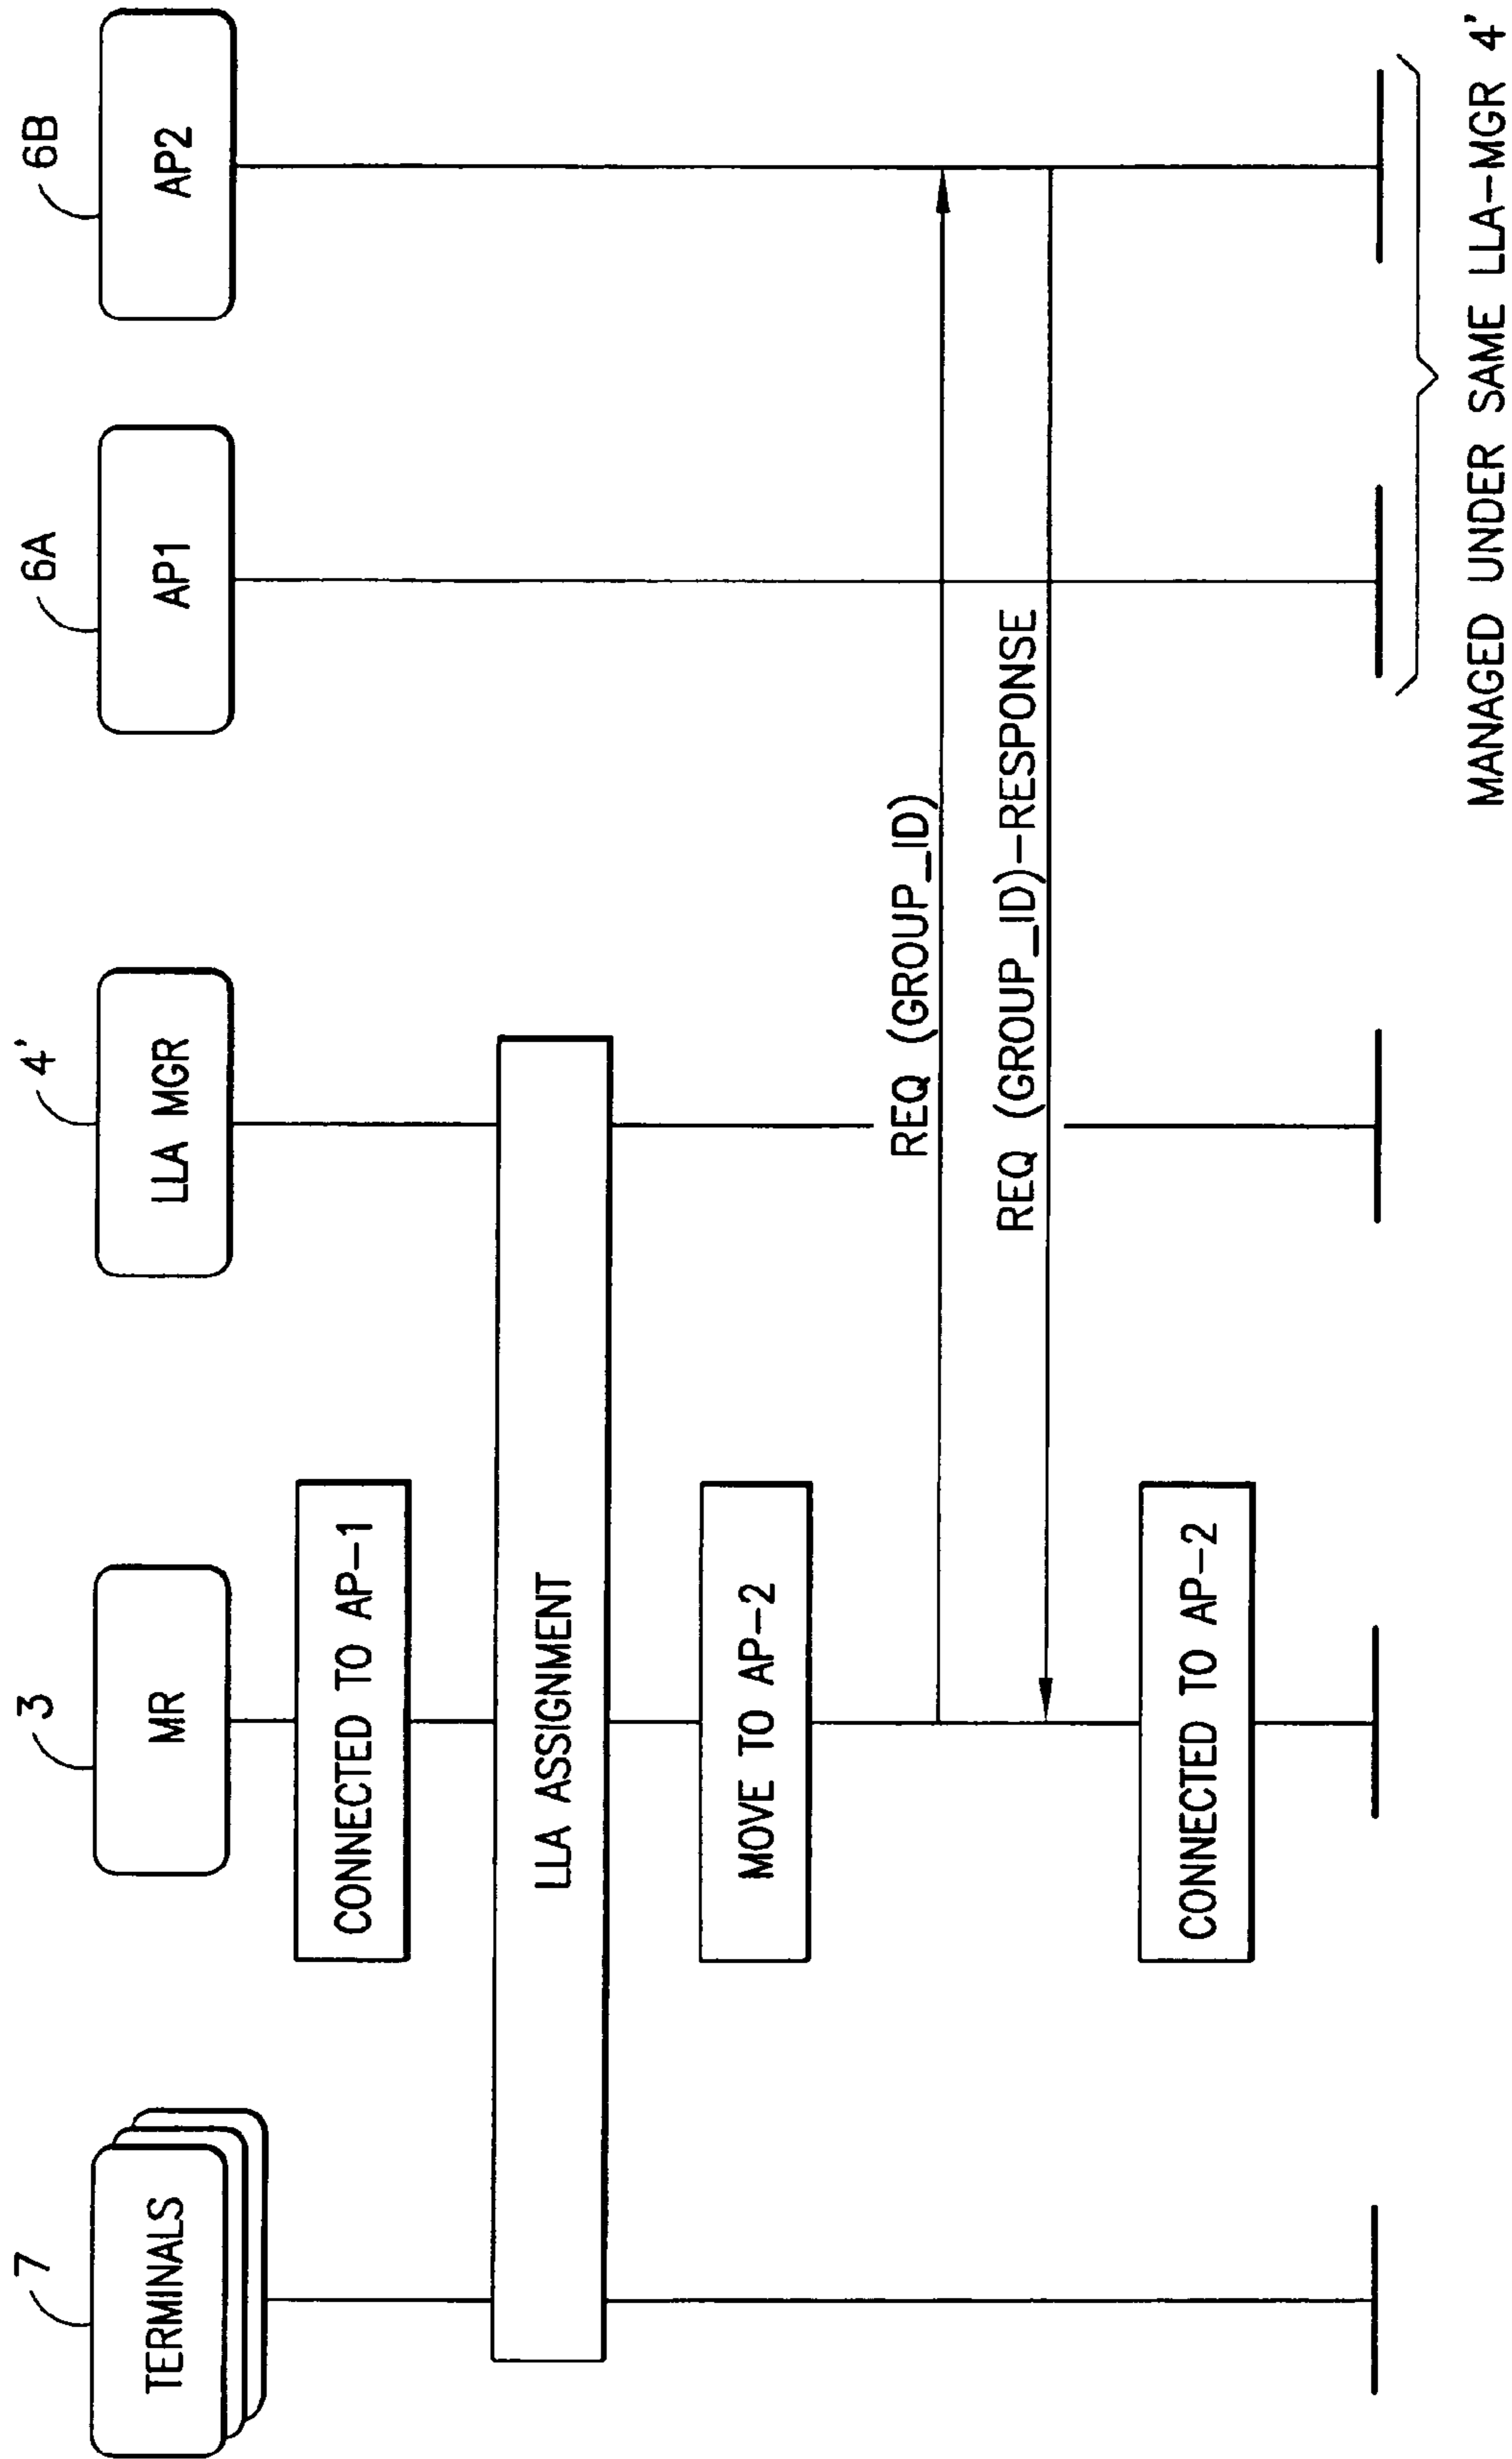 7
3
4'
6A
6B
TERMINALS
MR
LLA MGR
AP1
AP2
CONNECTED TO AP-1
LLA ASSIGNMENT
MOVE TO AP-2
REQ (GROUP_ID)
REQ (GROUP_ID)-RESPONSE
CONNECTED TO AP-2
MANAGED UNDER SAME LLA-MGR 4'